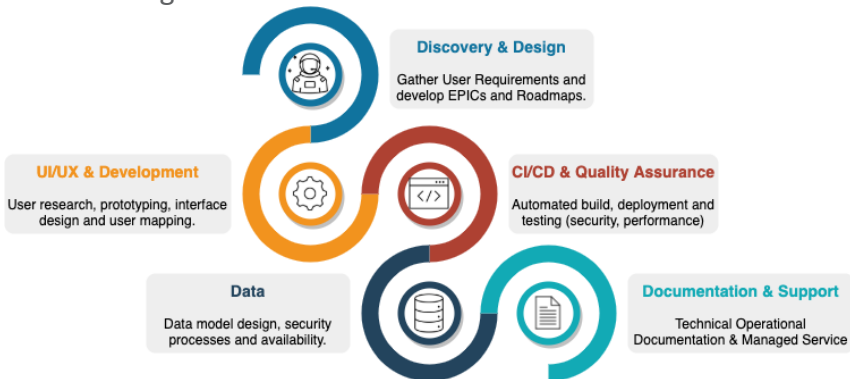 Discovery & Design
Gather User Requirements and
develop EPICs and Roadmaps.
UI/UX & Development
User research, prototyping, interface
design and user mapping.
CI/CD & Quality Assurance
Automated build, deployment and
testing (security, performance)
</>
Data
Data model design, security
processes and availability.
Documentation & Support
Technical Operational
Documentation & Managed Service